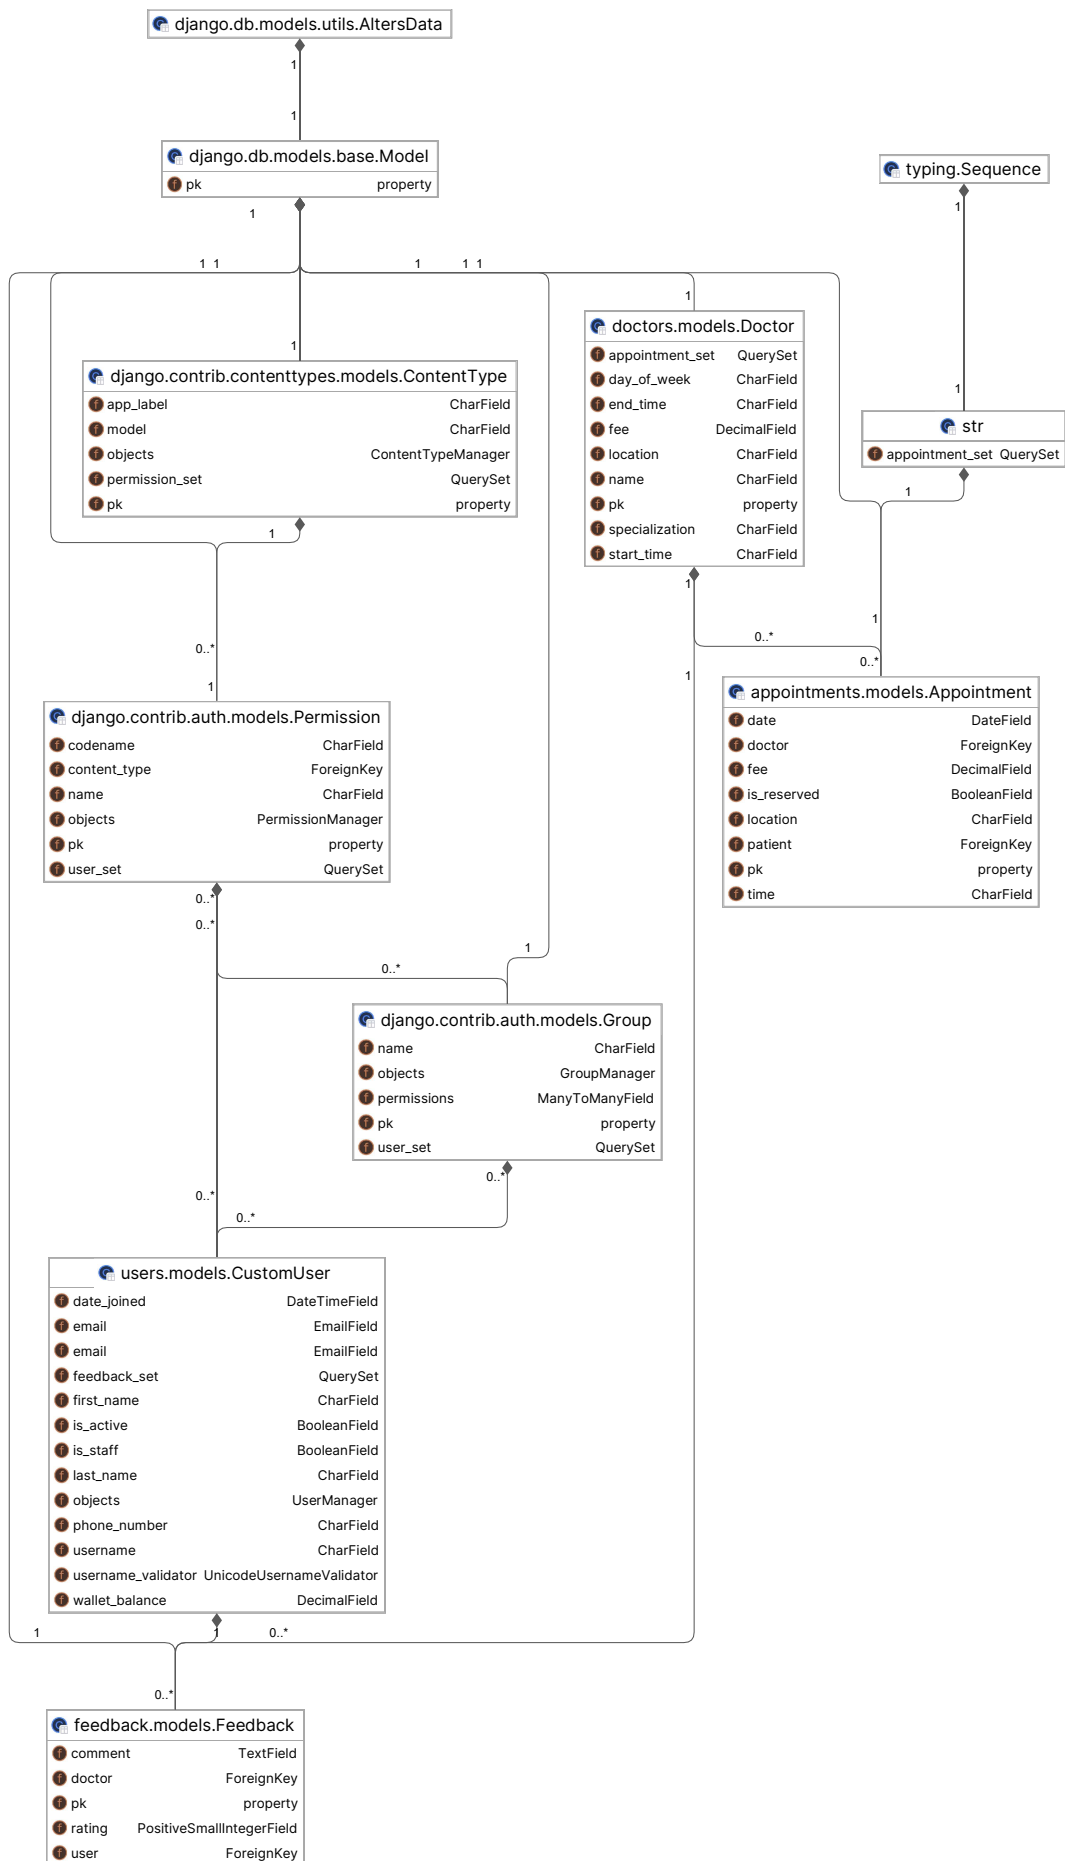 django.db.models.utils.AltersData
1
1
django.db.models.base.Model
pk property
1
typing.Sequence
1
1 1 1 1 1
1
1
doctors.models.Doctor
appointment_set QuerySet
day_of_week CharField
end_time CharField
fee DecimalField
location CharField
name CharField
pk property
specialization CharField
start_time CharField
django.contrib.contenttypes.models.ContentType
app_label CharField
model CharField
objects ContentTypeManager
permission_set QuerySet
pk property
1
str
appointment_set QuerySet
1
1
1
1
0..*
0..*
1
0..*
1
django.contrib.auth.models.Permission
codename CharField
content_type ForeignKey
name CharField
objects PermissionManager
pk property
user_set QuerySet
appointments.models.Appointment
date DateField
doctor ForeignKey
fee DecimalField
is_reserved BooleanField
location CharField
patient ForeignKey
pk property
time CharField
0..*
0..*
1
0..*
django.contrib.auth.models.Group
name CharField
objects GroupManager
permissions ManyToManyField
pk property
user_set QuerySet
0..*
0..*
0..*
users.models.CustomUser
date_joined DateTimeField
email EmailField
email EmailField
feedback_set QuerySet
first_name CharField
is_active BooleanField
is_staff BooleanField
last_name CharField
objects UserManager
phone_number CharField
username CharField
username_validator UnicodeUsernameValidator
wallet_balance DecimalField
1 1 0..*
0..*
feedback.models.Feedback
comment TextField
doctor ForeignKey
pk property
rating PositiveSmallIntegerField
user ForeignKey